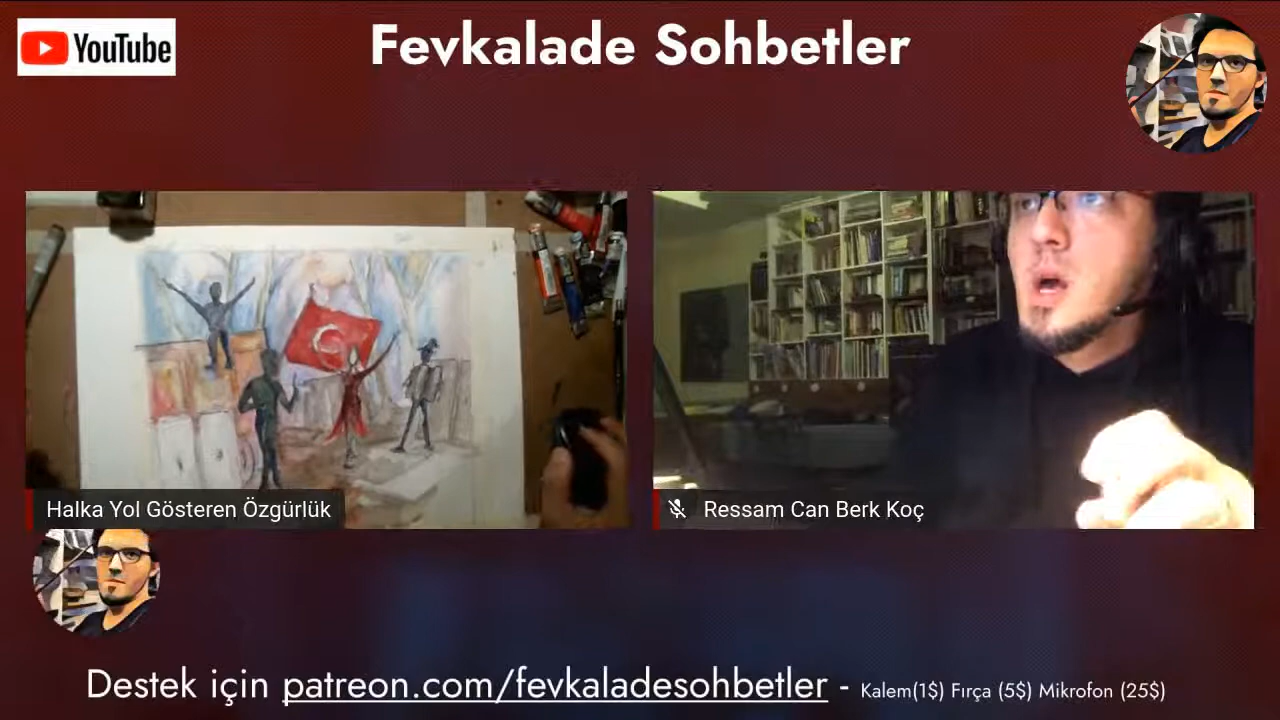 YouTube
Fevkalade Sohbetler
Halka Yol Gösteren Özgürlük
Ressam Can Berk Koç
Destek için patreon.com/fevkaladesohbetler - Kalem(1$) Fırça (5$) Mikrofon (25$)